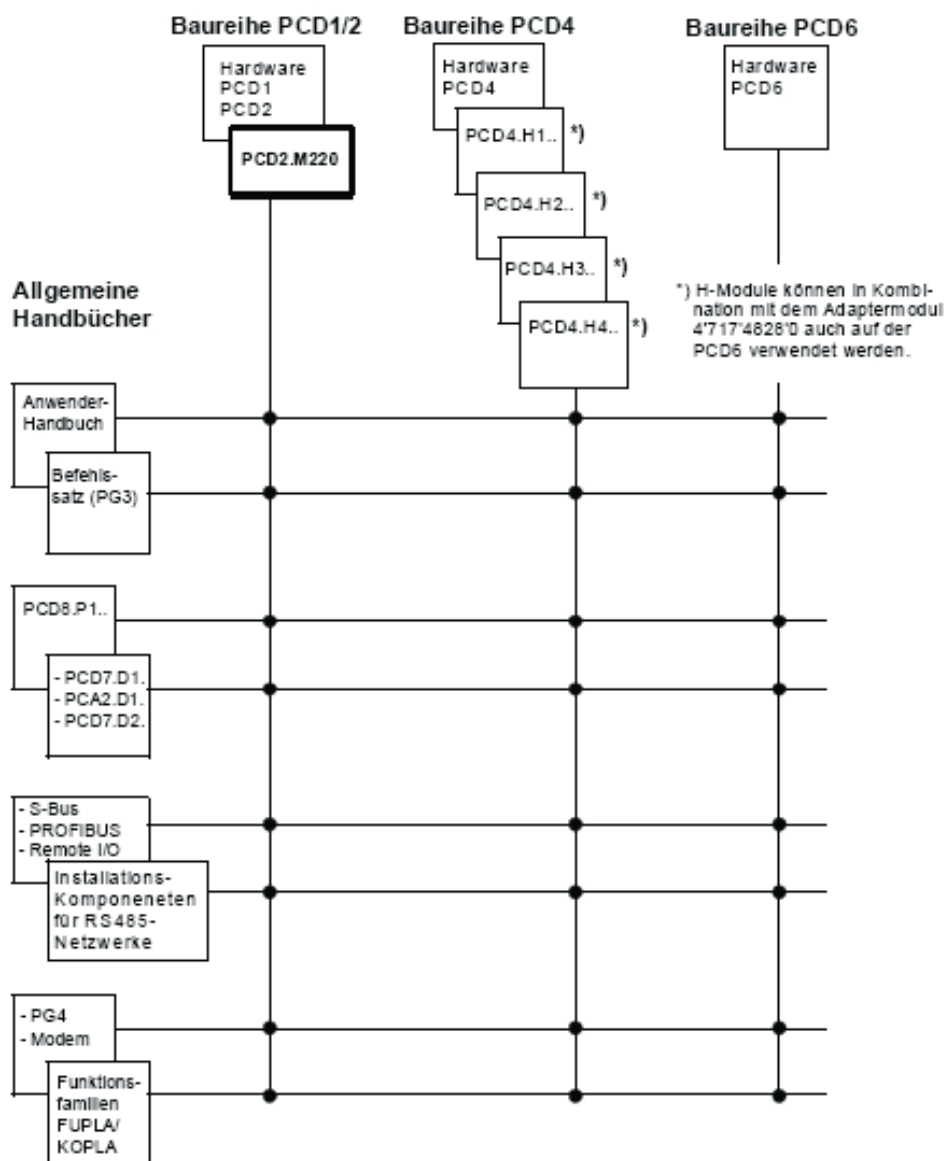 Baureihe PCD1/2
Baureihe PCD4
Baureihe PCD6
Hardware
PCD1
PCD2
PCD2.M220
Hardware
PCD4
PCD4.H1.. *)
PCD4.H2.. *)
PCD4.H3.. *)
PCD4.H4.. *)
Hardware
PCD6
*) H-Module können in Kombi-
nation mit dem Adaptermodul
4'717'4828'0 auch auf der
PCD6 verwendet werden.
Allgemeine
Handbücher
Anwender-
Handbuch
Befehls-
satz (PG3)
PCD8.P1..
- PCD7.D1.
- PCA2.D1.
- PCD7.D2.
- S-Bus
- PROFIBUS
- Remote I/O
Installations-
Komponeneten
für RS485-
Netzwerke
- PG4
- Modem
Funktions-
familien
FUPLA/
KOPLA